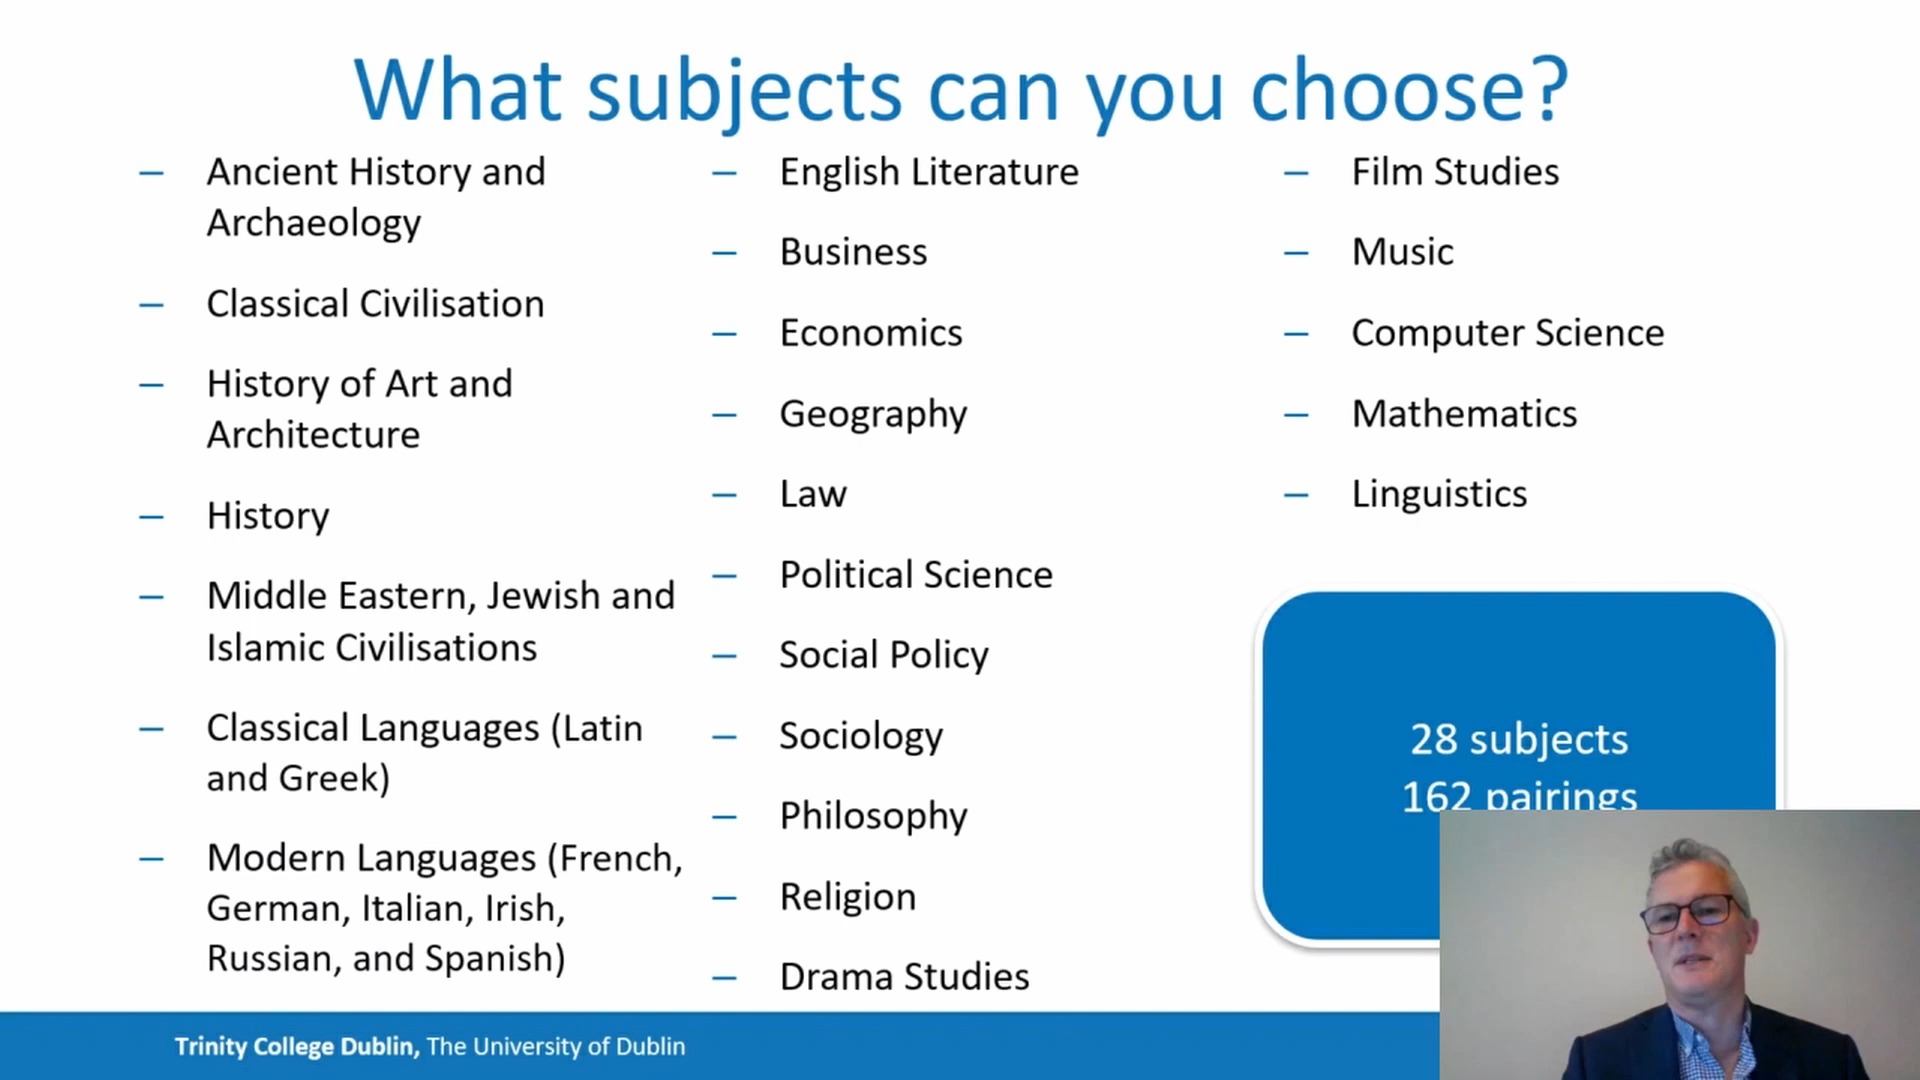 What subjects can you choose?
– Ancient History and
Archaeology
– Classical Civilisation
– History of Art and
Architecture
– History
– Middle Eastern, Jewish and
Islamic Civilisations
– Classical Languages (Latin
and Greek)
– Modern Languages (French,
German, Italian, Irish,
Russian, and Spanish)
– English Literature
– Business
– Economics
– Geography
– Law
– Political Science
– Social Policy
– Sociology
– Philosophy
– Religion
– Drama Studies
– Film Studies
– Music
– Computer Science
– Mathematics
– Linguistics
28 subjects
162 pairings
Trinity College Dublin, The University of Dublin